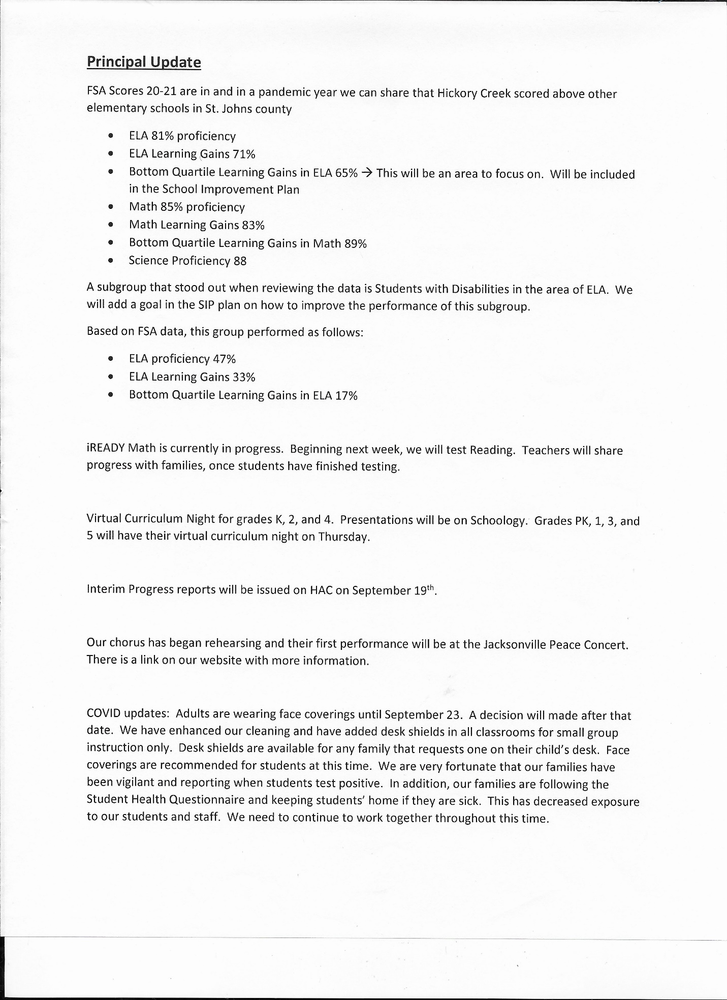 Principal Update
FSA Scores 20-21 are in and in a pandemic year we can share that Hickory Creek scored above other
elementary schools in St. Johns county
• ELA 81% proficiency
• ELA Learning Gains 71%
• Bottom Quartile Learning Gains in ELA 65% → This will be an area to focus on. Will be included
in the School Improvement Plan
• Math 85% proficiency
• Math Learning Gains 83%
• Bottom Quartile Learning Gains in Math 89%
• Science Proficiency 88
A subgroup that stood out when reviewing the data is Students with Disabilities in the area of ELA. We
will add a goal in the SIP plan on how to improve the performance of this subgroup.
Based on FSA data, this group performed as follows:
• ELA proficiency 47%
• ELA Learning Gains 33%
• Bottom Quartile Learning Gains in ELA 17%
iREADY Math is currently in progress. Beginning next week, we will test Reading. Teachers will share
progress with families, once students have finished testing.
Virtual Curriculum Night for grades K, 2, and 4. Presentations will be on Schoology. Grades PK, 1, 3, and
5 will have their virtual curriculum night on Thursday.
Interim Progress reports will be issued on HAC on September 19th.
Our chorus has began rehearsing and their first performance will be at the Jacksonville Peace Concert.
There is a link on our website with more information.
COVID updates: Adults are wearing face coverings until September 23. A decision will made after that
date. We have enhanced our cleaning and have added desk shields in all classrooms for small group
instruction only. Desk shields are available for any family that requests one on their child's desk. Face
coverings are recommended for students at this time. We are very fortunate that our families have
been vigilant and reporting when students test positive. In addition, our families are following the
Student Health Questionnaire and keeping students' home if they are sick. This has decreased exposure
to our students and staff. We need to continue to work together throughout this time.